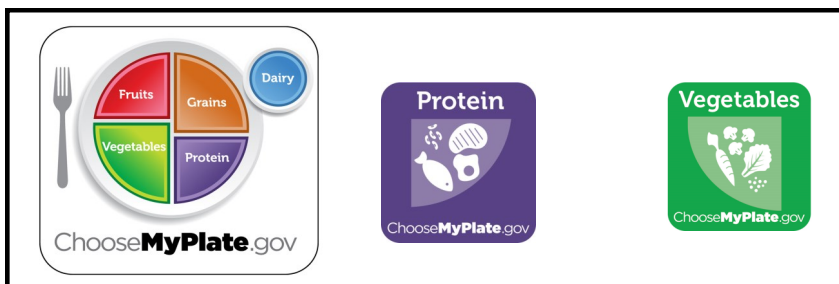 Fruits
Grains
Dairy
Vegetables
Protein
ChooseMyPlate.gov
Protein
ChooseMyPlate.gov
Vegetables
ChooseMyPlate.gov